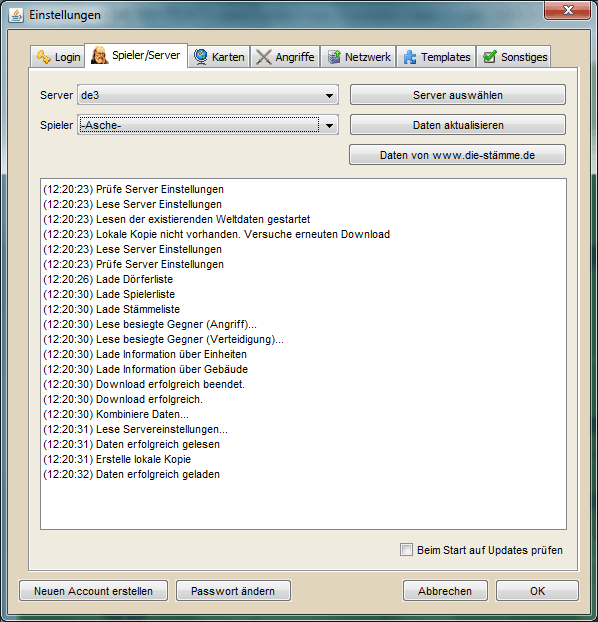 Einstellungen
Login Spieler/Server Karten Angriffe Netzwerk Templates Sonstiges
Server de3 Server auswählen
Spieler -Asche- Daten aktualisieren
Daten von www.die-stämme.de
(12:20:23) Prüfe Server Einstellungen
(12:20:23) Lese Server Einstellungen
(12:20:23) Lesen der existierenden Weltdaten gestartet
(12:20:23) Lokale Kopie nicht vorhanden. Versuche erneuten Download
(12:20:23) Lese Server Einstellungen
(12:20:23) Prüfe Server Einstellungen
(12:20:26) Lade Dörferliste
(12:20:30) Lade Spielerliste
(12:20:30) Lade Stämmeliste
(12:20:30) Lese besiegte Gegner (Angriff)...
(12:20:30) Lese besiegte Gegner (Verteidigung)...
(12:20:30) Lade Information über Einheiten
(12:20:30) Lade Information über Gebäude
(12:20:30) Download erfolgreich beendet.
(12:20:30) Download erfolgreich.
(12:20:30) Kombiniere Daten...
(12:20:31) Lese Servereinstellungen...
(12:20:31) Daten erfolgreich gelesen
(12:20:31) Erstelle lokale Kopie
(12:20:32) Daten erfolgreich geladen
Beim Start auf Updates prüfen
Neuen Account erstellen Passwort ändern Abbrechen OK